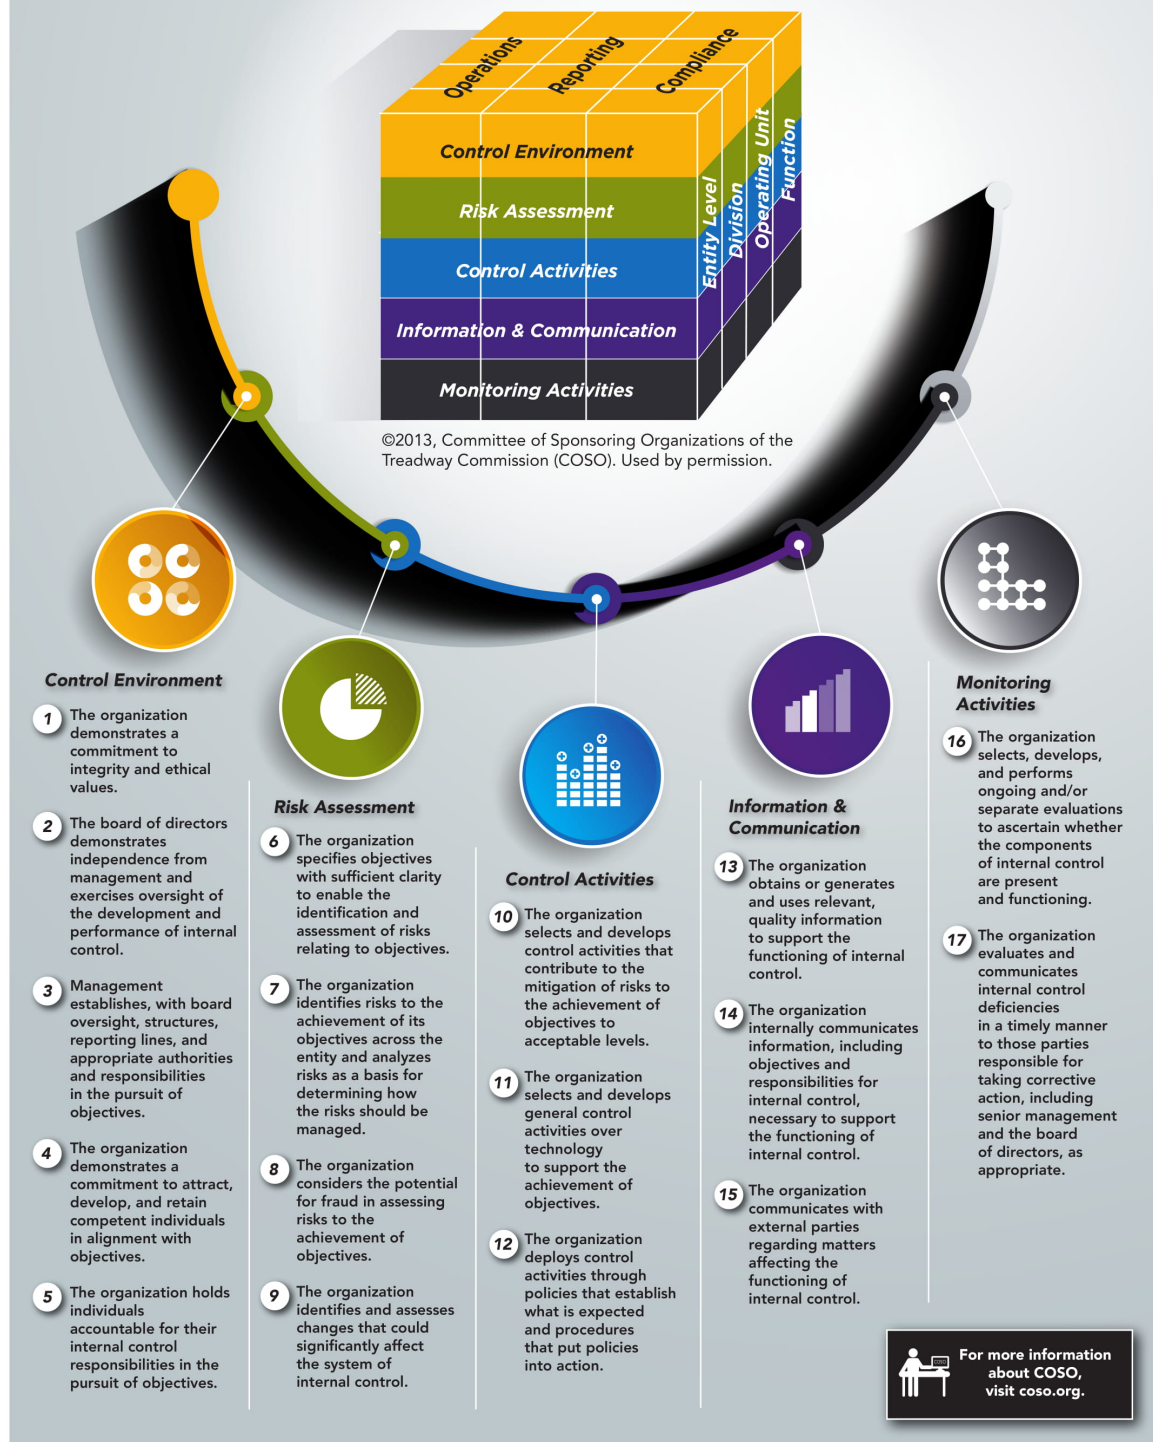 Operations
Reporting
Compliance
Control Environment
Risk Assessment
Control Activities
Information & Communication
Monitoring Activities
Entity Level
Division
Operating Unit
Function
©2013, Committee of Sponsoring Organizations of the
Treadway Commission (COSO). Used by permission.
Control Environment
1 The organization
demonstrates a
commitment to
integrity and ethical
values.
2 The board of directors
demonstrates
independence from
management and
exercises oversight of
the development and
performance of internal
control.
3 Management
establishes, with board
oversight, structures,
reporting lines, and
appropriate authorities
and responsibilities
in the pursuit of
objectives.
4 The organization
demonstrates a
commitment to attract,
develop, and retain
competent individuals
in alignment with
objectives.
5 The organization holds
individuals
accountable for their
internal control
responsibilities in the
pursuit of objectives.
Risk Assessment
6 The organization
specifies objectives
with sufficient clarity
to enable the
identification and
assessment of risks
relating to objectives.
7 The organization
identifies risks to the
achievement of its
objectives across the
entity and analyzes
risks as a basis for
determining how
the risks should be
managed.
8 The organization
considers the potential
for fraud in assessing
risks to the
achievement of
objectives.
9 The organization
identifies and assesses
changes that could
significantly affect
the system of
internal control.
Control Activities
10 The organization
selects and develops
control activities that
contribute to the
mitigation of risks to
the achievement of
objectives to
acceptable levels.
11 The organization
selects and develops
general control
activities over
technology
to support the
achievement of
objectives.
12 The organization
deploys control
activities through
policies that establish
what is expected
and procedures
that put policies
into action.
Information &
Communication
13 The organization
obtains or generates
and uses relevant,
quality information
to support the
functioning of internal
control.
14 The organization
internally communicates
information, including
objectives and
responsibilities for
internal control,
necessary to support
the functioning of
internal control.
15 The organization
communicates with
external parties
regarding matters
affecting the
functioning of
internal control.
Monitoring
Activities
16 The organization
selects, develops,
and performs
ongoing and/or
separate evaluations
to ascertain whether
the components
of internal control
are present
and functioning.
17 The organization
evaluates and
communicates
internal control
deficiencies
in a timely manner
to those parties
responsible for
taking corrective
action, including
senior management
and the board
of directors, as
appropriate.
COSO
For more information
about COSO,
visit coso.org.